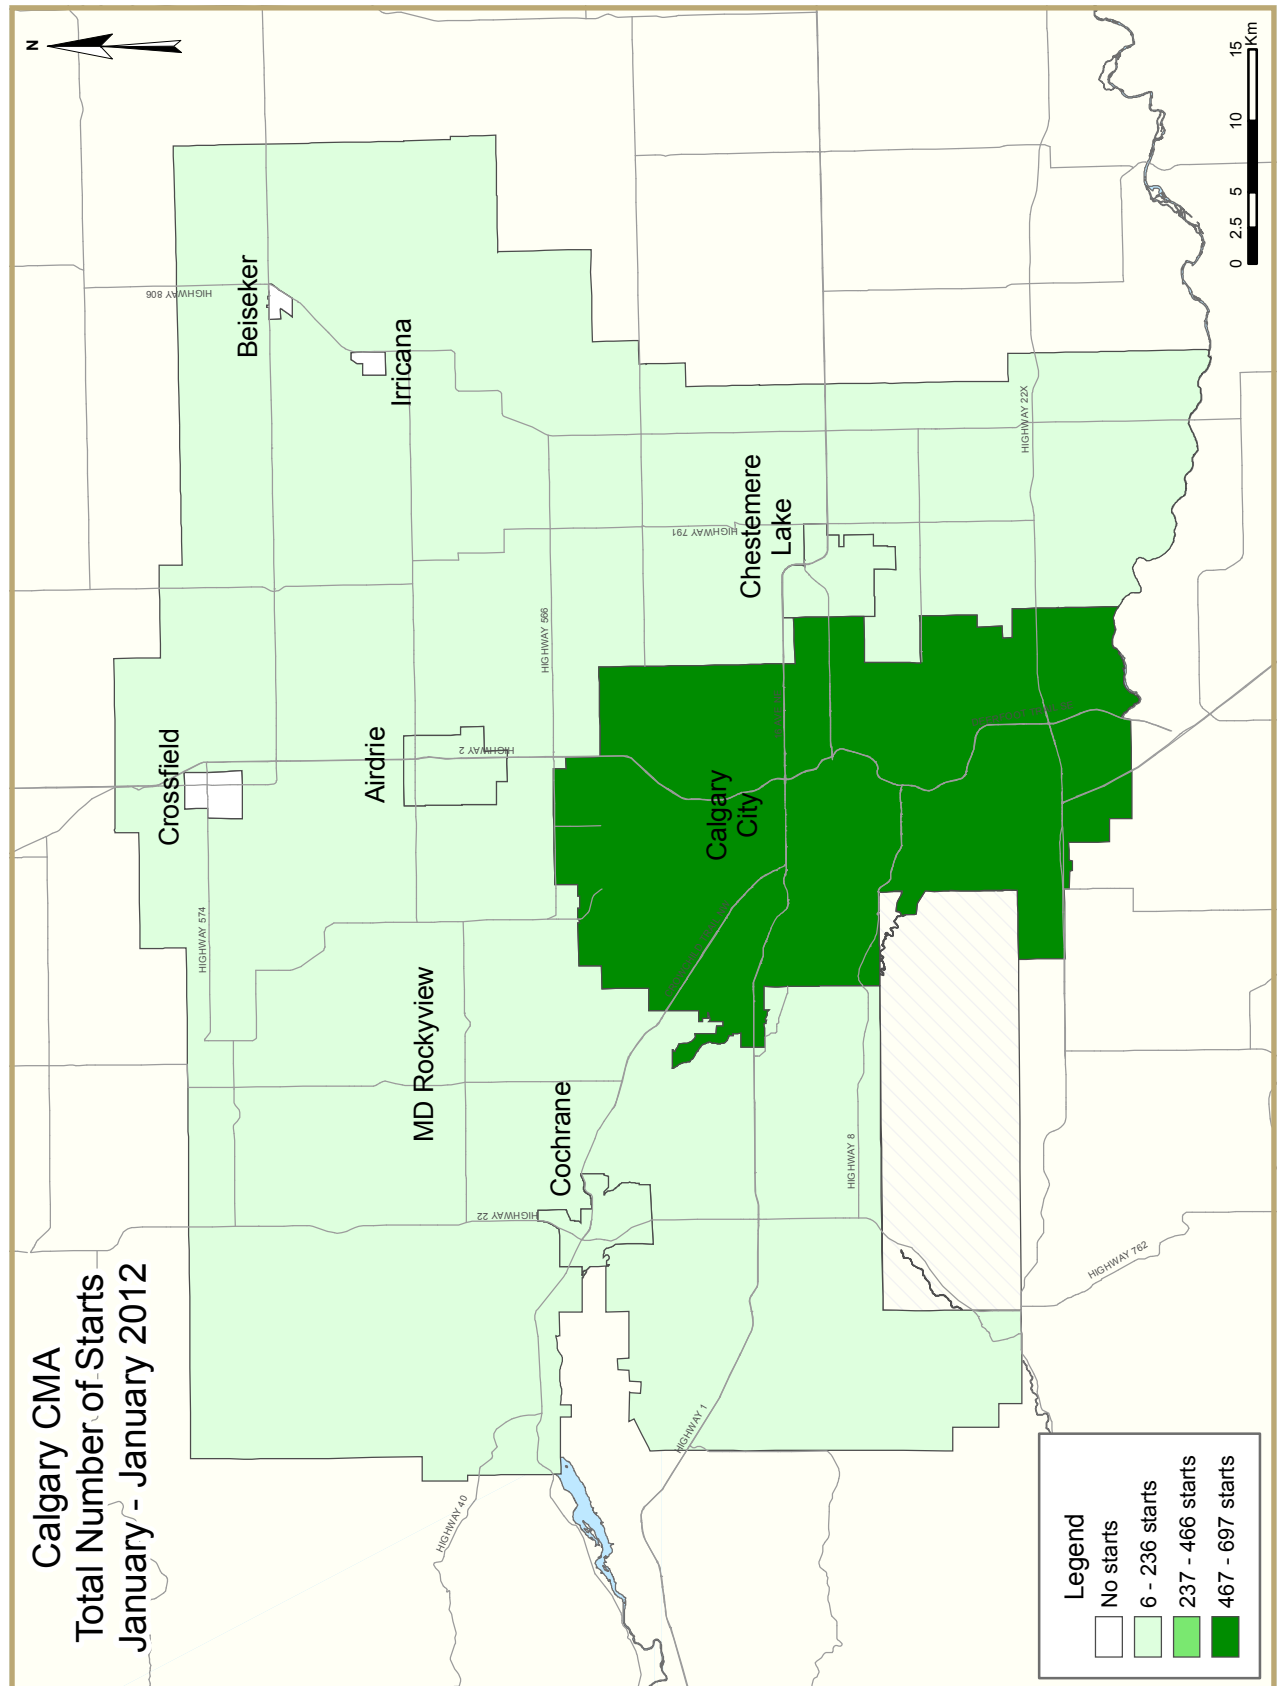 Calgary CMA
Total Number of Starts
January - January 2012
N
Crossfield
Beiseker
Irricana
Airdrie
MD Rockyview
Cochrane
Chestemere
Lake
Calgary
City
HIGHWAY 806
HIGHWAY 574
HIGHWAY 2
HIGHWAY 566
HIGHWAY 791
HIGHWAY 22X
HIGHWAY 22
HIGHWAY 8
HIGHWAY 762
HIGHWAY 1
HIGHWAY 40
Legend
No starts
6 - 236 starts
237 - 466 starts
467 - 697 starts
0 2.5 5 10 15
Km